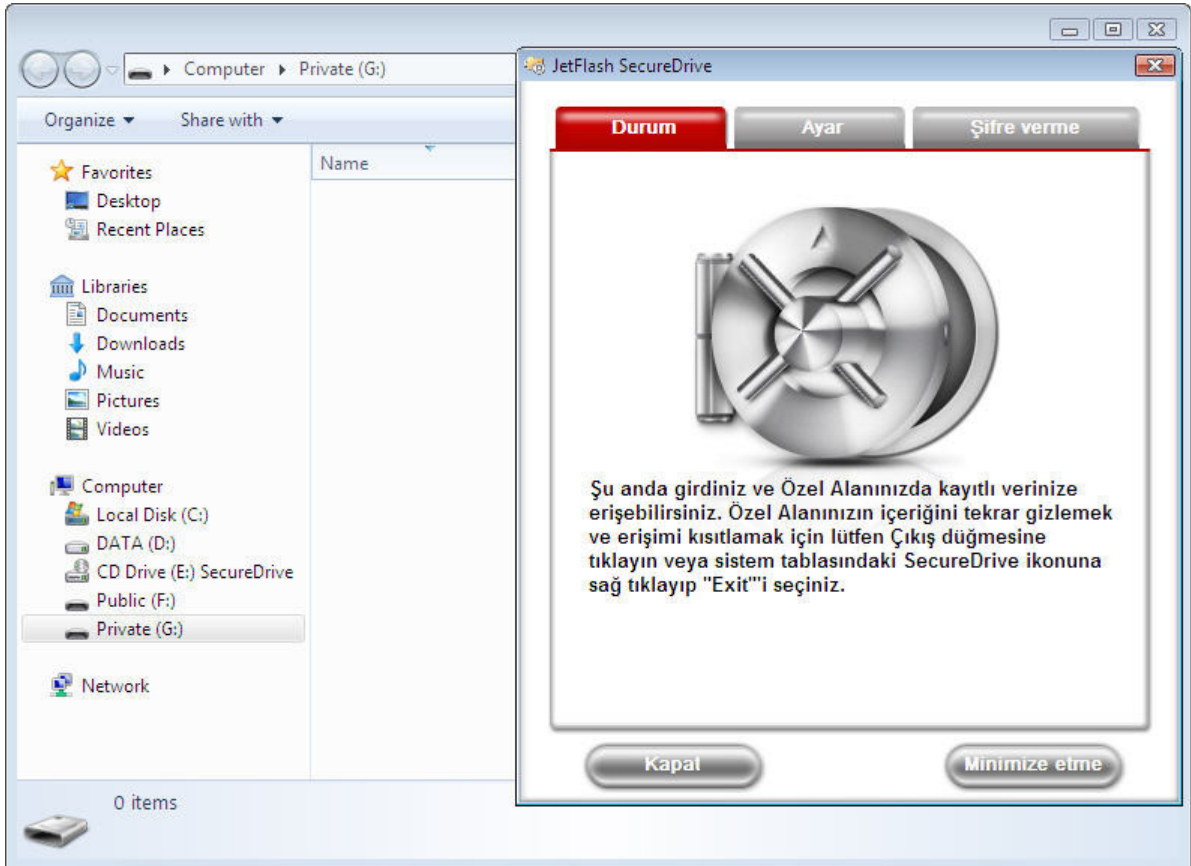 Computer
Private (G:)
Organize
Share with
Favorites
Desktop
Recent Places
Libraries
Documents
Downloads
Music
Pictures
Videos
Computer
Local Disk (C:)
DATA (D:)
CD Drive (E:) SecureDrive
Public (F:)
Private (G:)
Network
Name
0 items
JetFlash SecureDrive
Durum
Ayar
Şifre verme
Şu anda girdiniz ve Özel Alanınızda kayıtlı verinize
erişebilirsiniz. Özel Alanınızın içeriğini tekrar gizlemek
ve erişimi kısıtlamak için lütfen Çıkış düğmesine
tıklayın veya sistem tablasındaki SecureDrive ikonuna
sağ tıklayıp "Exit"'i seçiniz.
Kapat
Minimize etme